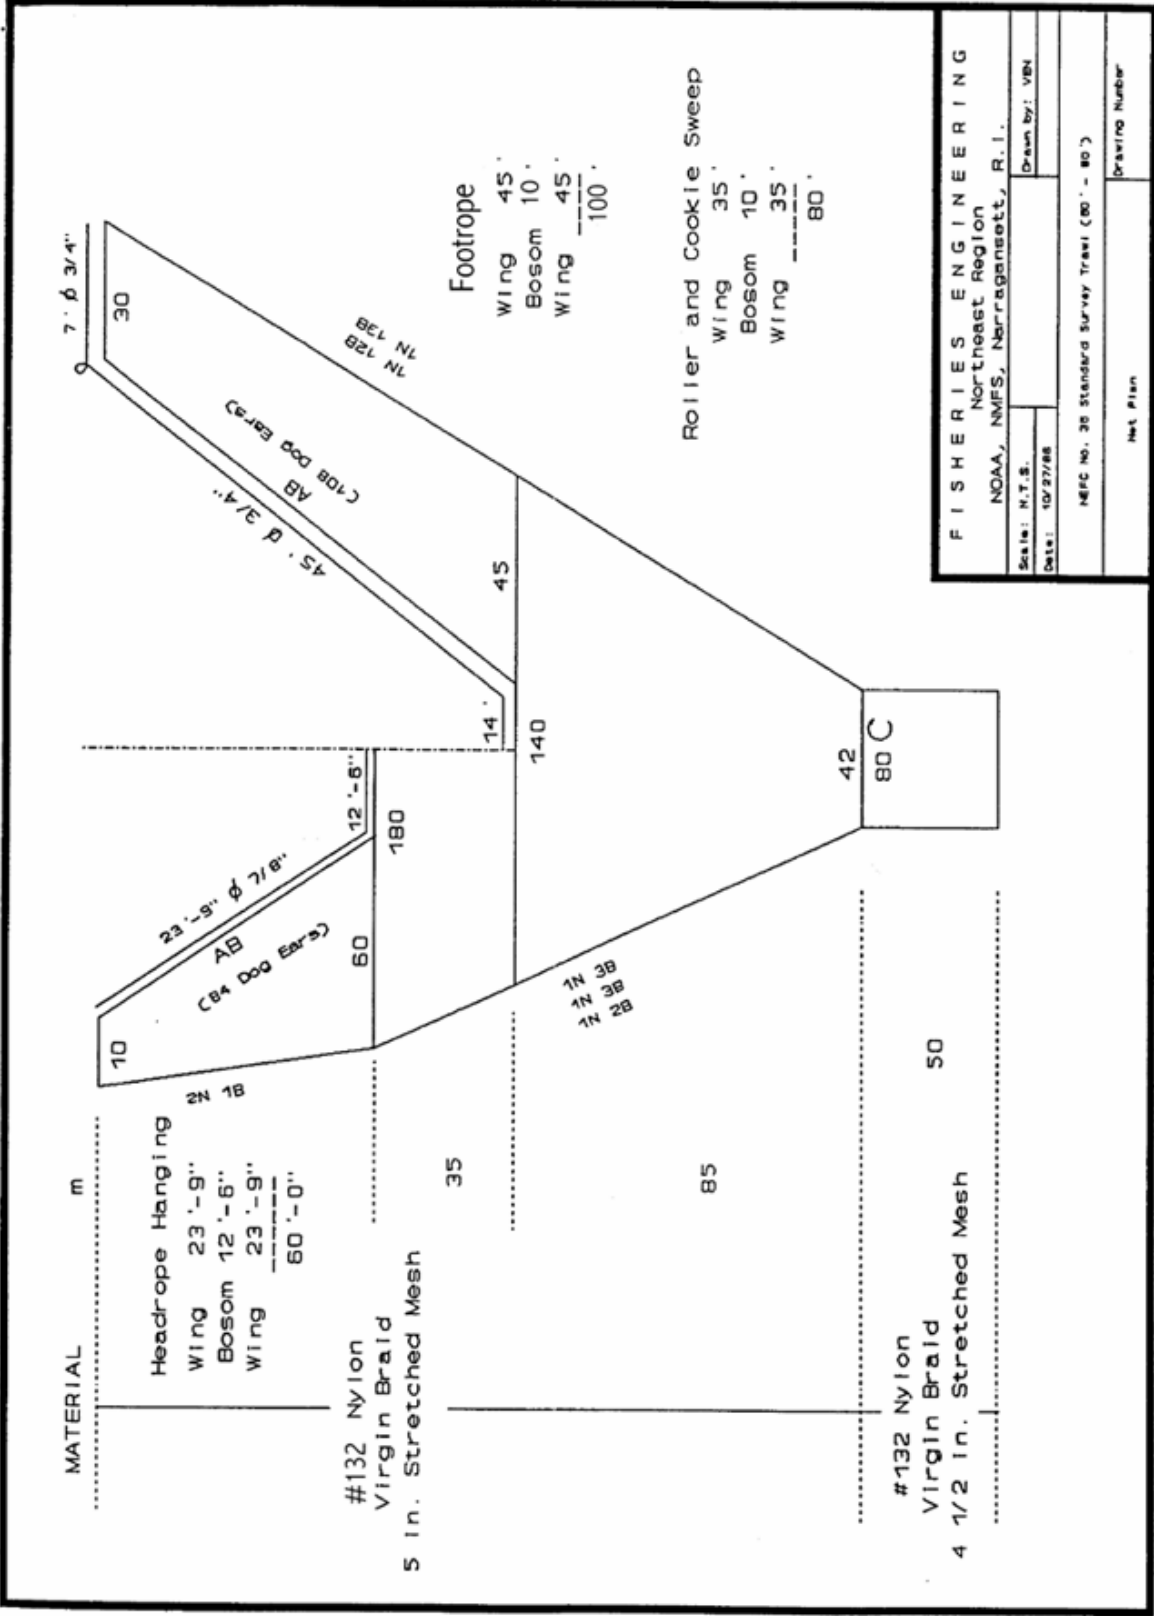 MATERIAL
m
Headrope Hanging
Wing 23'-9"
Bosom 12'-6"
Wing 23'-9"
------
60'-0"
#132 Nylon
Virgin Braid
5 in. Stretched Mesh
35
85
#132 Nylon
Virgin Braid
4 1/2 in. Stretched Mesh
50
10
2N 1B
AB
(84 Dog Ears)
23'-9" ϕ 7/8"
12'-6"
60
180
1N 3B
1N 3B
1N 2B
7' ϕ 3/4"
30
45' ϕ 3/4"
AB
(108 Dog Ears)
1N 12B
1N 13B
14'
45
140
42
80 C
Footrope
Wing 45'
Bosom 10'
Wing 45'
----
100'
Roller and Cookie Sweep
Wing 35'
Bosom 10'
Wing 35'
------
80'
FISHERIES ENGINEERING
Northeast Region
NOAA, NMFS, Narragansett, R.I.
Scale: N.T.S.
Drawn by: VEN
Date: 10/27/86
NEFC No. 36 Standard Survey Trawl (60' - 80')
Net Plan
Drawing Number